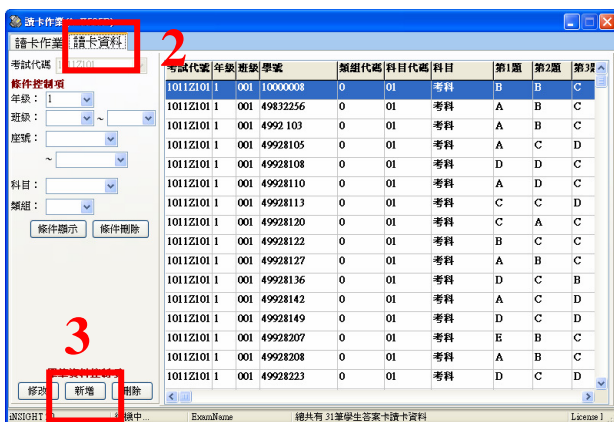 讀卡作業
讀卡作業 讀卡資料
2
考試代碼 1011Z101
條件控制項
年級： 1
班級： ~
座號：
~
科目：
類組：
條件顯示 條件刪除
3
修改 新增 刪除
考試代號 年級 班級 學號 類組代碼 科目代碼 科目 第1題 第2題 第3題
1011Z101 1 001 10000008 0 01 考科 B B C
1011Z101 1 001 49832256 0 01 考科 A B C
1011Z101 1 001 4992 103 0 01 考科 A B C
1011Z101 1 001 49928105 0 01 考科 A C D
1011Z101 1 001 49928108 0 01 考科 D D C
1011Z101 1 001 49928110 0 01 考科 A D C
1011Z101 1 001 49928113 0 01 考科 C C D
1011Z101 1 001 49928120 0 01 考科 C A C
1011Z101 1 001 49928122 0 01 考科 B C C
1011Z101 1 001 49928127 0 01 考科 A B C
1011Z101 1 001 49928136 0 01 考科 D C B
1011Z101 1 001 49928142 0 01 考科 A C D
1011Z101 1 001 49928149 0 01 考科 D C D
1011Z101 1 001 49928207 0 01 考科 E B C
1011Z101 1 001 49928208 0 01 考科 A B C
1011Z101 1 001 49928223 0 01 考科 D C D
iNSIGHT ExamName 總共有 31筆學生答案卡讀卡資料 License 1